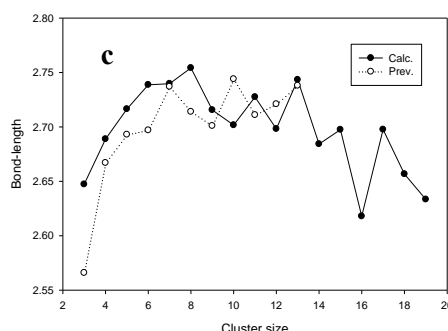 c
Calc.
Prev.
2.80
2.75
2.70
2.65
2.60
2.55
Bond-length
2 4 6 8 10 12 14 16 18 20
Cluster size